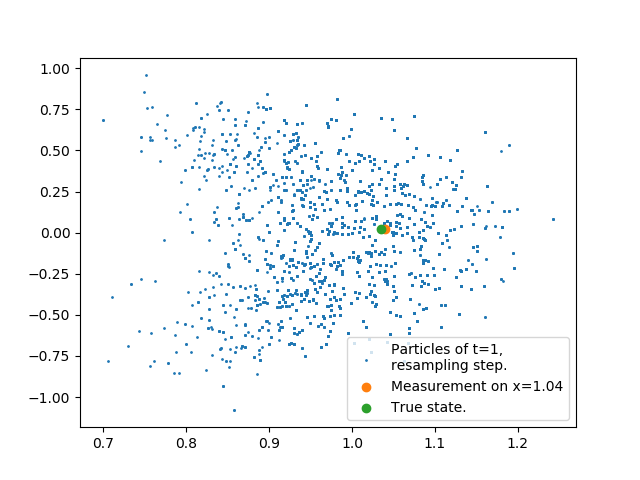 1.00
0.75
0.50
0.25
0.00
−0.25
−0.50
−0.75
−1.00
0.7 0.8 0.9 1.0 1.1 1.2
Particles of t=1,
resampling step.
Measurement on x=1.04
True state.